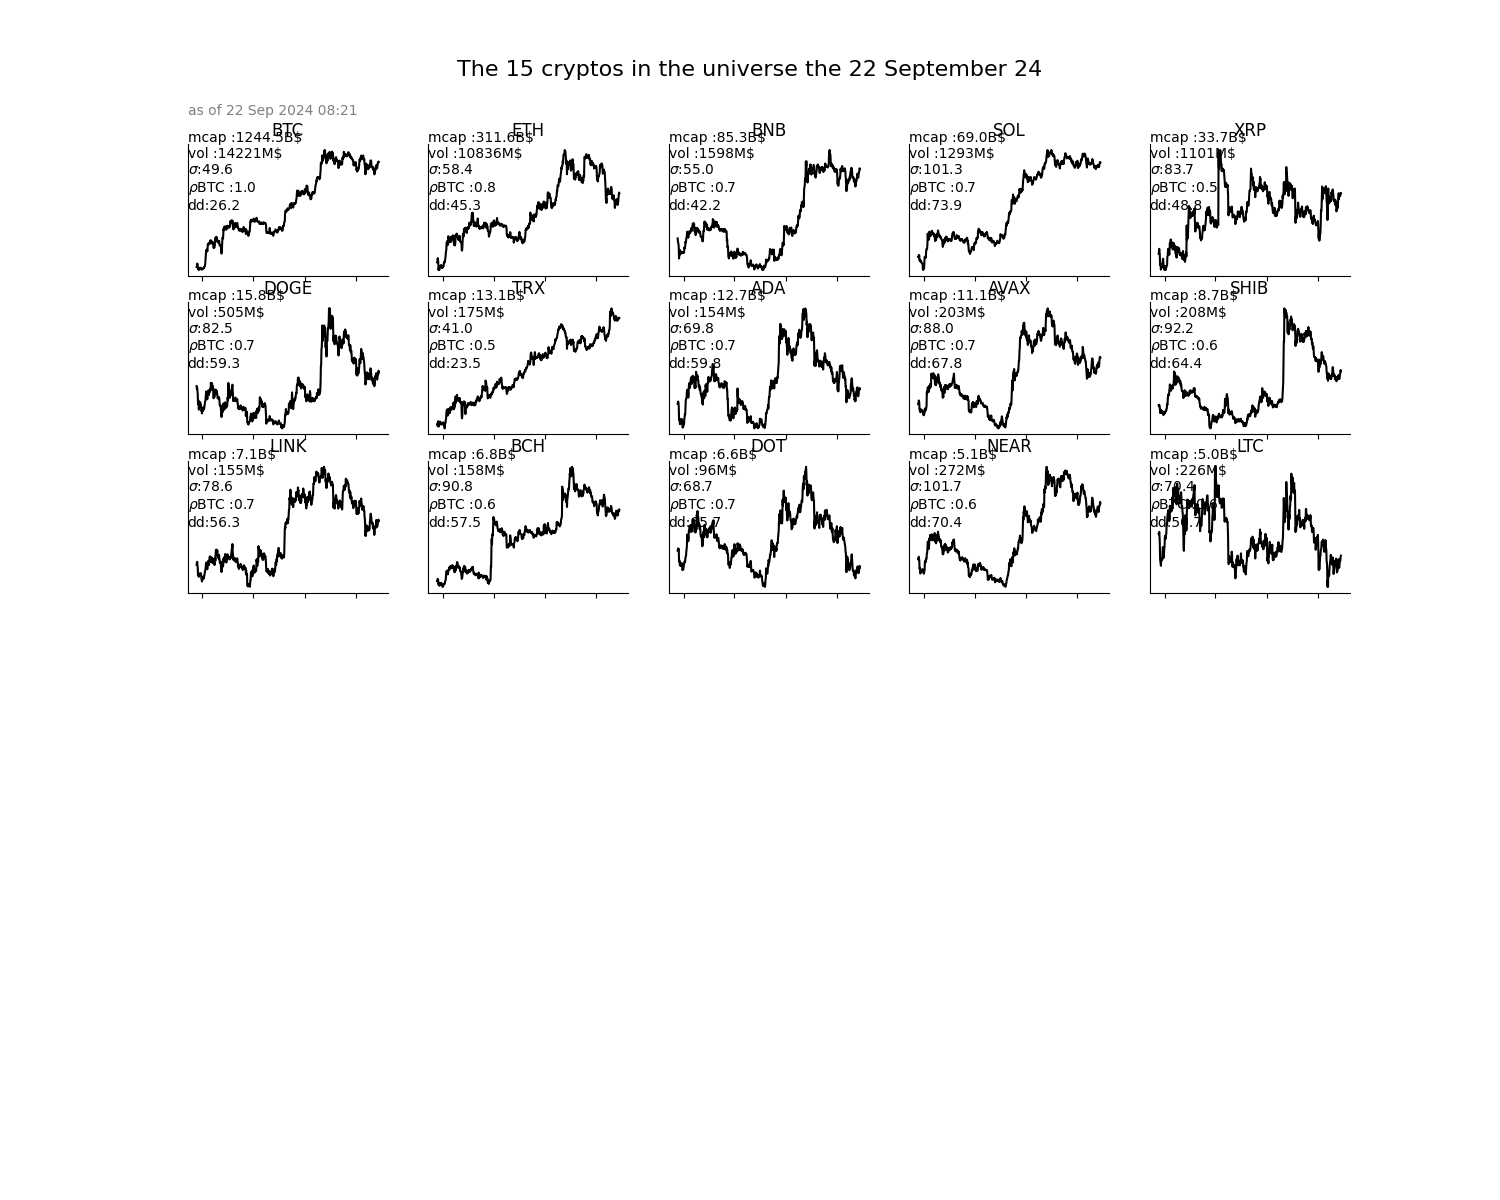 The 15 cryptos in the universe the 22 September 24
as of 22 Sep 2024 08:21
BTC
mcap :1244.5B$
vol :14221M$
σ:49.6
ρBTC :1.0
dd:26.2
ETH
mcap :311.6B$
vol :10836M$
σ:58.4
ρBTC :0.8
dd:45.3
BNB
mcap :85.3B$
vol :1598M$
σ:55.0
ρBTC :0.7
dd:42.2
SOL
mcap :69.0B$
vol :1293M$
σ:101.3
ρBTC :0.7
dd:73.9
XRP
mcap :33.7B$
vol :1101M$
σ:83.7
ρBTC :0.5
dd:48.8
DOGE
mcap :15.8B$
vol :505M$
σ:82.5
ρBTC :0.7
dd:59.3
TRX
mcap :13.1B$
vol :175M$
σ:41.0
ρBTC :0.5
dd:23.5
ADA
mcap :12.7B$
vol :154M$
σ:69.8
ρBTC :0.7
dd:59.8
AVAX
mcap :11.1B$
vol :203M$
σ:88.0
ρBTC :0.7
dd:67.8
SHIB
mcap :8.7B$
vol :208M$
σ:92.2
ρBTC :0.6
dd:64.4
LINK
mcap :7.1B$
vol :155M$
σ:78.6
ρBTC :0.7
dd:56.3
BCH
mcap :6.8B$
vol :158M$
σ:90.8
ρBTC :0.6
dd:57.5
DOT
mcap :6.6B$
vol :96M$
σ:68.7
ρBTC :0.7
NEAR
mcap :5.1B$
vol :272M$
σ:101.7
ρBTC :0.6
dd:70.4
LTC
mcap :5.0B$
vol :226M$
σ:70.4